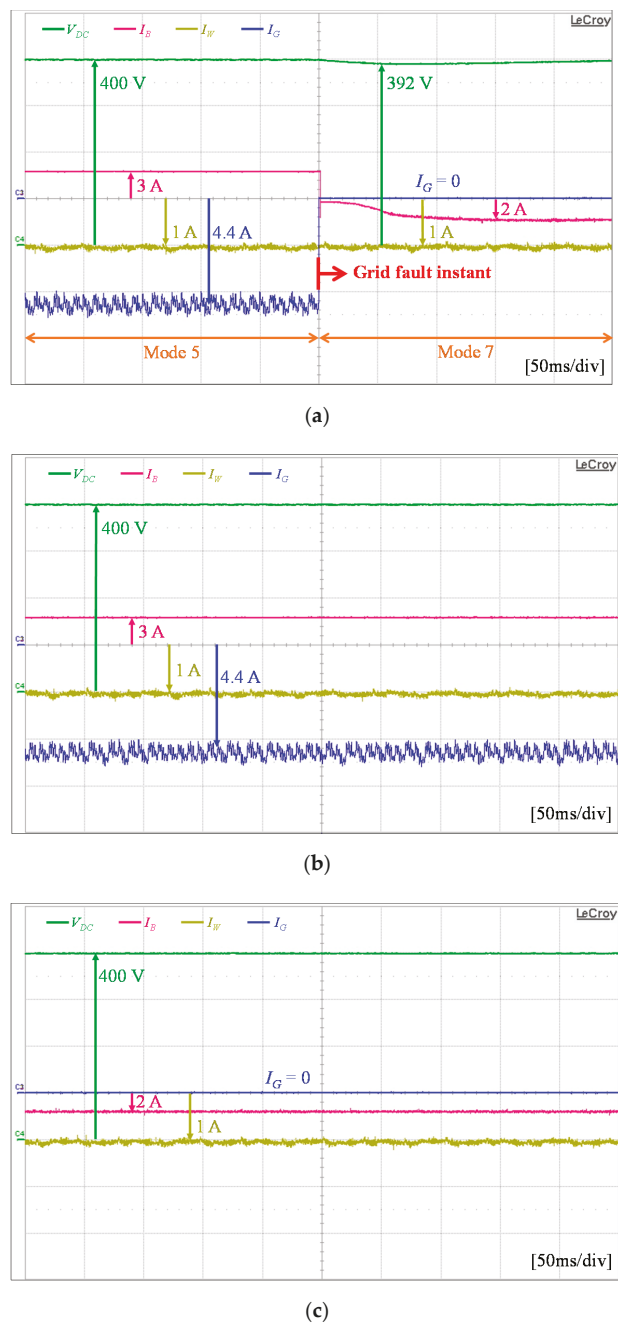 V_DC I_B I_W I_G
LeCroy
400 V
392 V
3 A
I_G = 0
C3
2 A
1 A
4.4 A
1 A
C4
Grid fault instant
Mode 5
Mode 7
[50ms/div]
(a)
V_DC I_B I_W I_G
LeCroy
400 V
3 A
C3
1 A
4.4 A
C4
[50ms/div]
(b)
V_DC I_B I_W I_G
LeCroy
400 V
I_G = 0
C3
2 A
1 A
C4
[50ms/div]
(c)